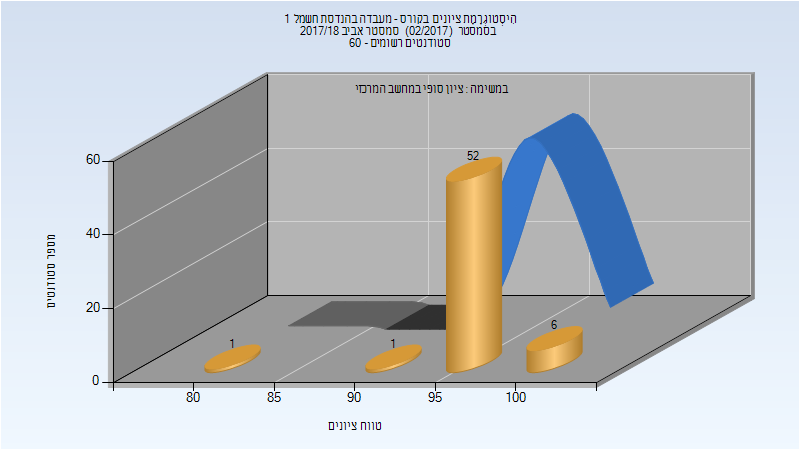 היסטוגרמת ציונים בקורס - מעבדה בהנדסת חשמל 1
בסמסטר (02/2017) סמסטר אביב 2017/18
סטודנטים רשומים - 60
במשימה : ציון סופי במחשב המרכזי
מספר סטודנטים
60
40
20
0
1
1
52
6
80
85
90
95
100
טווח ציונים